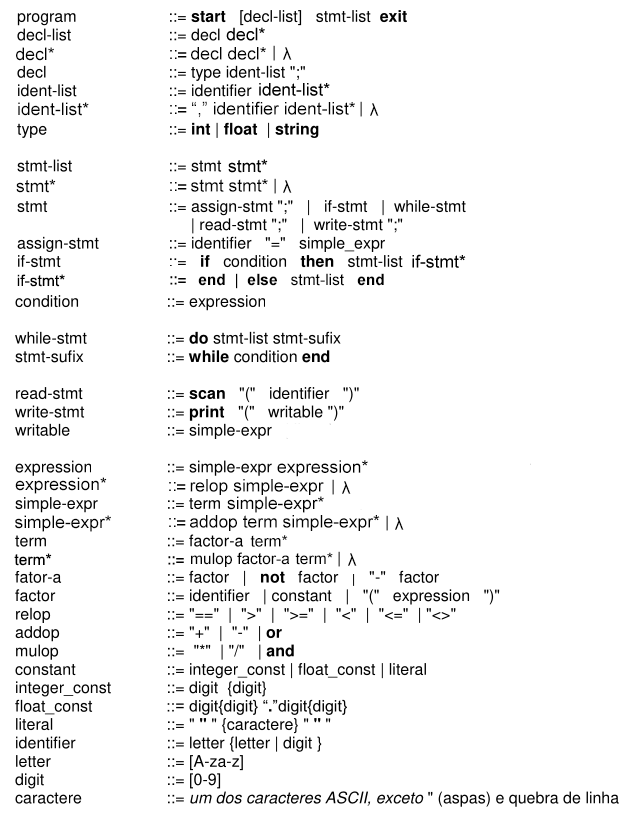 program ::= start [decl-list] stmt-list exit
decl-list ::= decl decl*
decl* ::= decl decl* | λ
decl ::= type ident-list ";"
ident-list ::= identifier ident-list*
ident-list* ::= “,” identifier ident-list* | λ
type ::= int | float | string
stmt-list ::= stmt stmt*
stmt* ::= stmt stmt* | λ
stmt ::= assign-stmt ";" | if-stmt | while-stmt
| read-stmt ";" | write-stmt ";"
assign-stmt ::= identifier "=" simple_expr
if-stmt ::= if condition then stmt-list if-stmt*
if-stmt* ::= end | else stmt-list end
condition ::= expression
while-stmt ::= do stmt-list stmt-sufix
stmt-sufix ::= while condition end
read-stmt ::= scan "(" identifier ")"
write-stmt ::= print "(" writable ")"
writable ::= simple-expr
expression ::= simple-expr expression*
expression* ::= relop simple-expr | λ
simple-expr ::= term simple-expr*
simple-expr* ::= addop term simple-expr* | λ
term ::= factor-a term*
term* ::= mulop factor-a term* | λ
fator-a ::= factor | not factor | "-" factor
factor ::= identifier | constant | "(" expression ")"
relop ::= "==" | ">" | ">=" | "<" | "<=" | "<>"
addop ::= "+" | "-" | or
mulop ::= "*" | "/" | and
constant ::= integer_const | float_const | literal
integer_const ::= digit {digit}
float_const ::= digit{digit} “.”digit{digit}
literal ::= " " " {caractere} " " "
identifier ::= letter {letter | digit }
letter ::= [A-za-z]
digit ::= [0-9]
caractere ::= um dos caracteres ASCII, exceto " (aspas) e quebra de linha